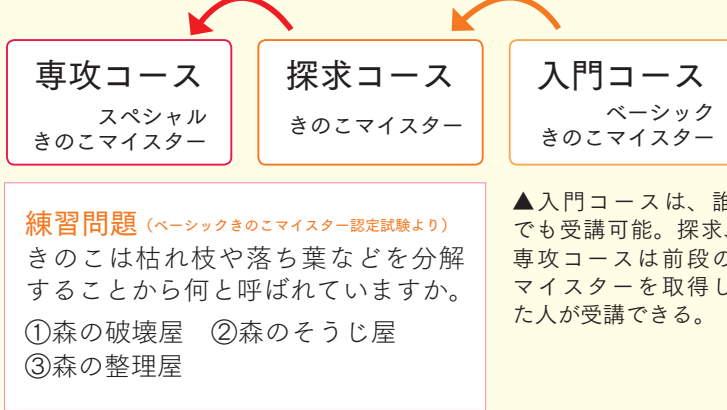 専攻コース
スペシャル
きのこマイスター
探求コース
きのこマイスター
入門コース
ベーシック
きのこマイスター
練習問題（ベーシックきのこマイスター認定試験より）
きのこは枯れ枝や落ち葉などを分解
することから何と呼ばれていますか。
①森の破壊屋　②森のそうじ屋
③森の整理屋
▲入門コースは、誰
でも受講可能。探求、
専攻コースは前段の
マイスターを取得し
た人が受講できる。